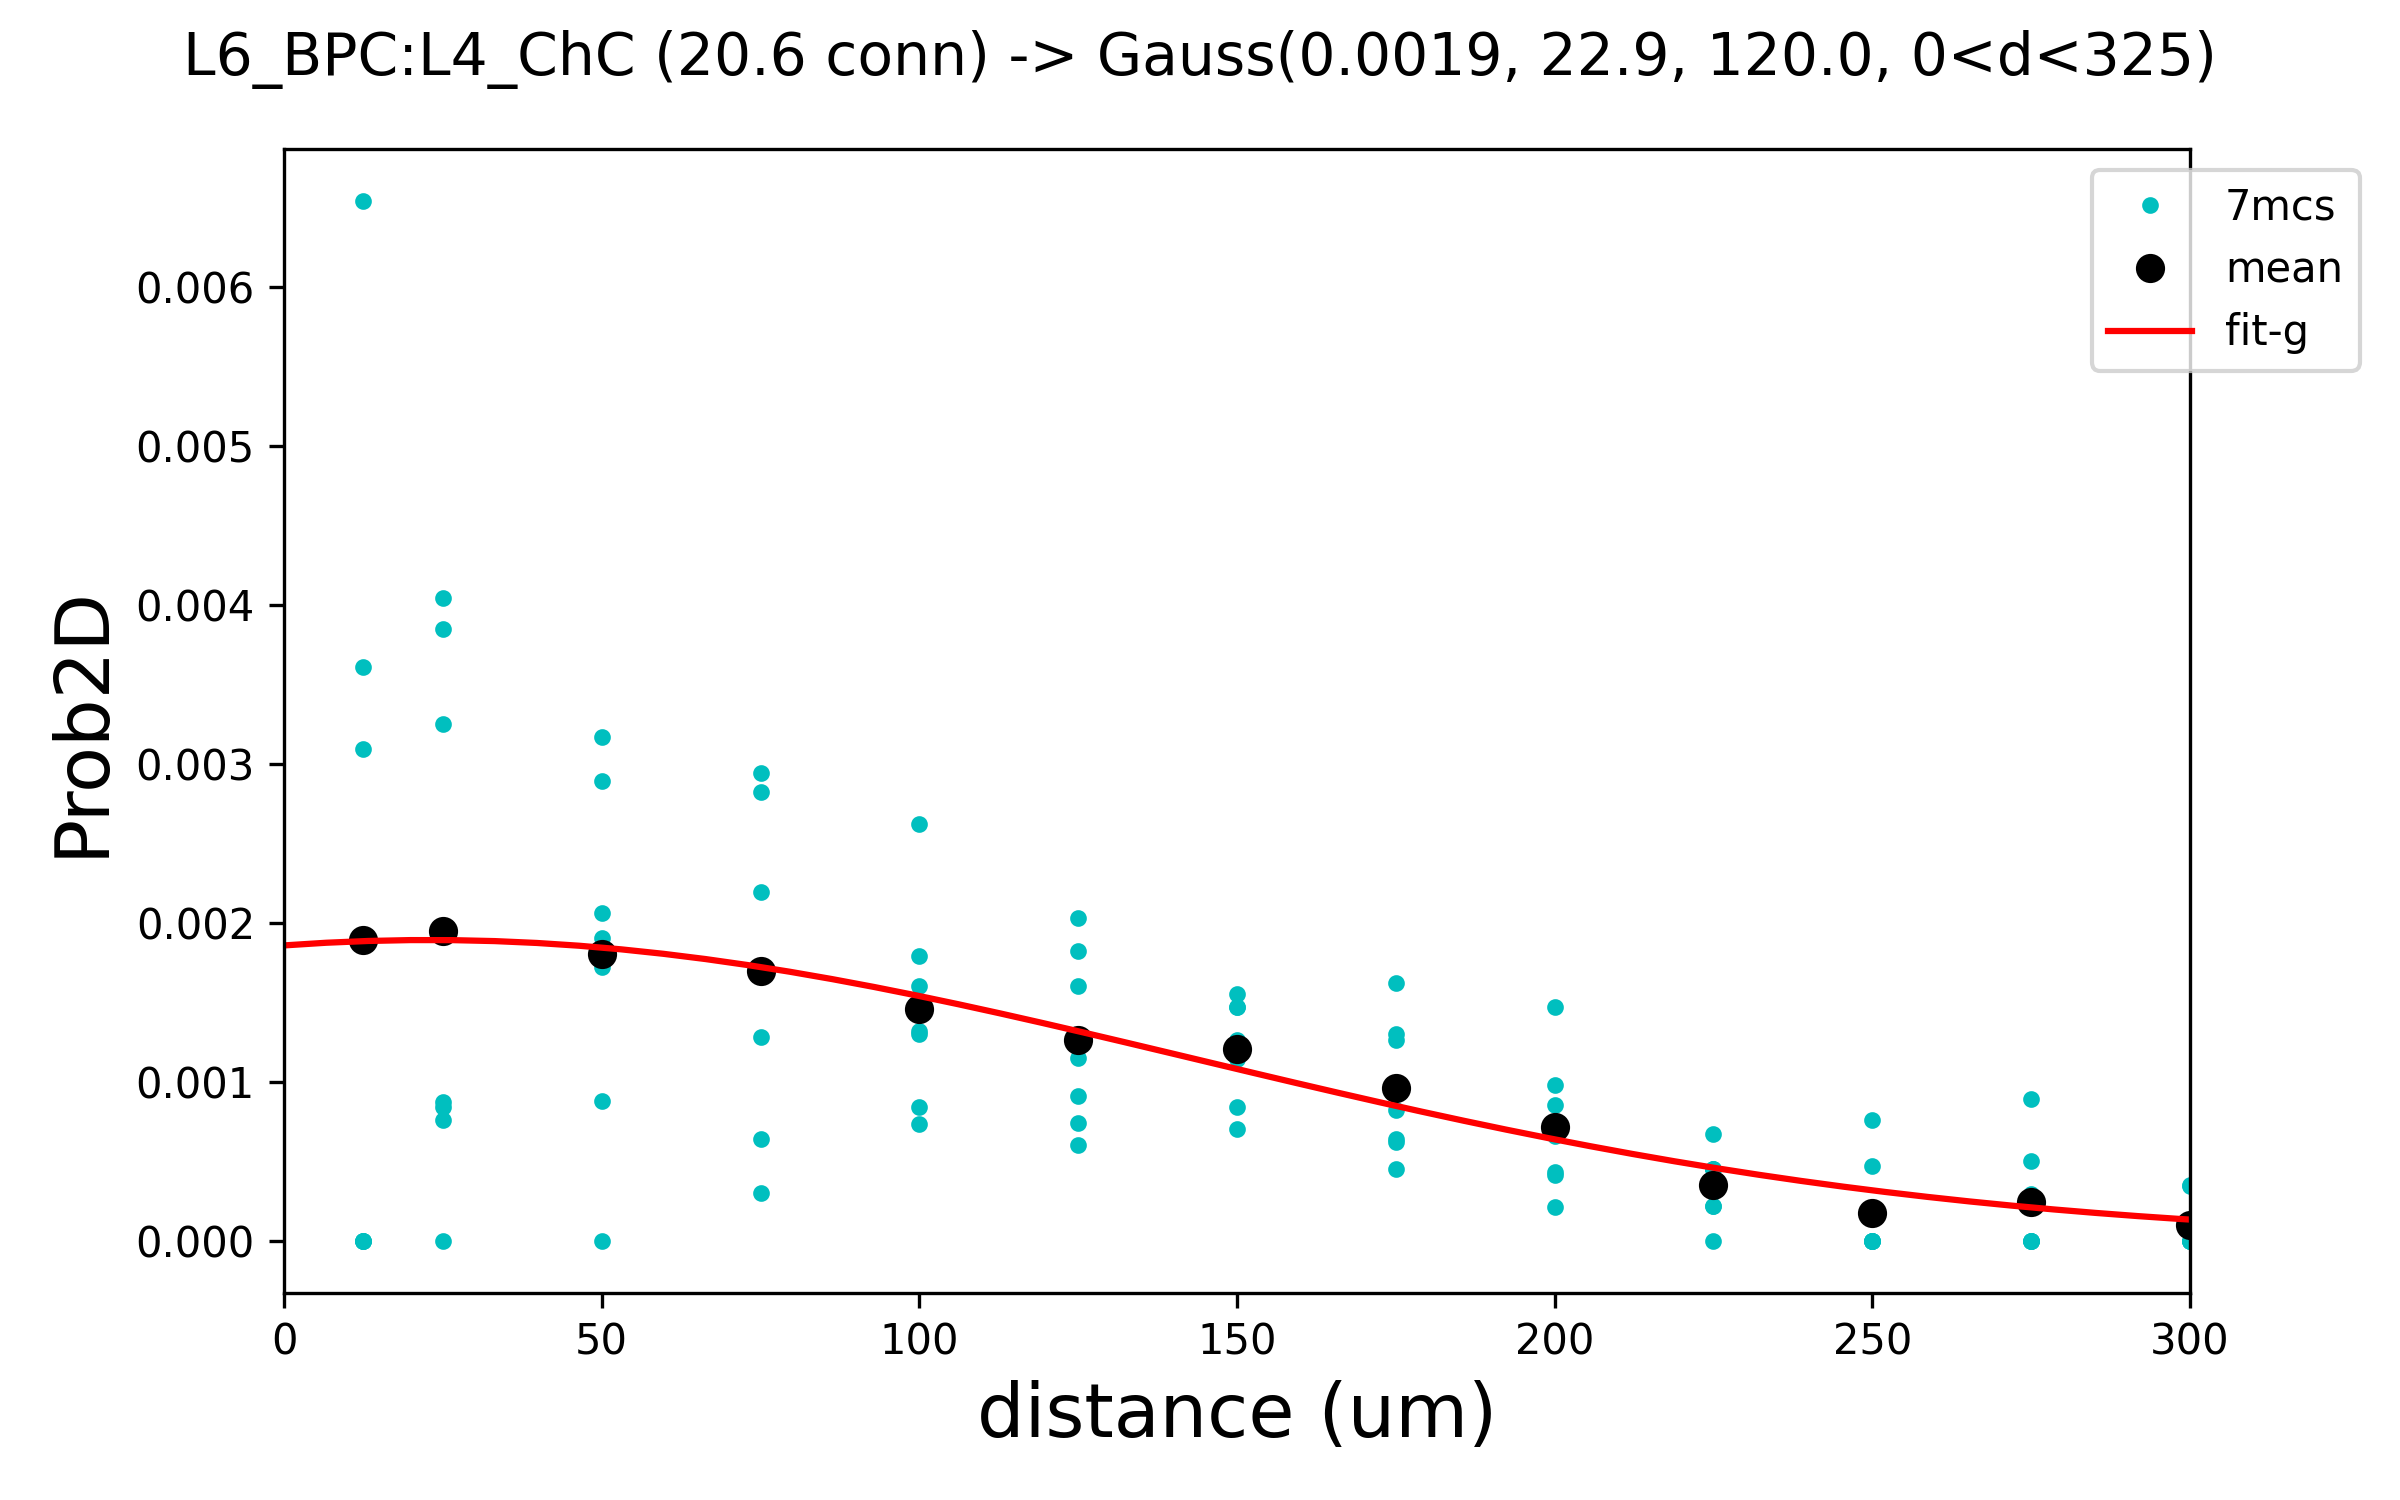 L6_BPC:L4_ChC (20.6 conn) -> Gauss(0.0019, 22.9, 120.0, 0<d<325)
7mcs
mean
fit-g
0.006
0.005
0.004
0.003
0.002
0.001
0.000
Prob2D
0 50 100 150 200 250 300
distance (um)